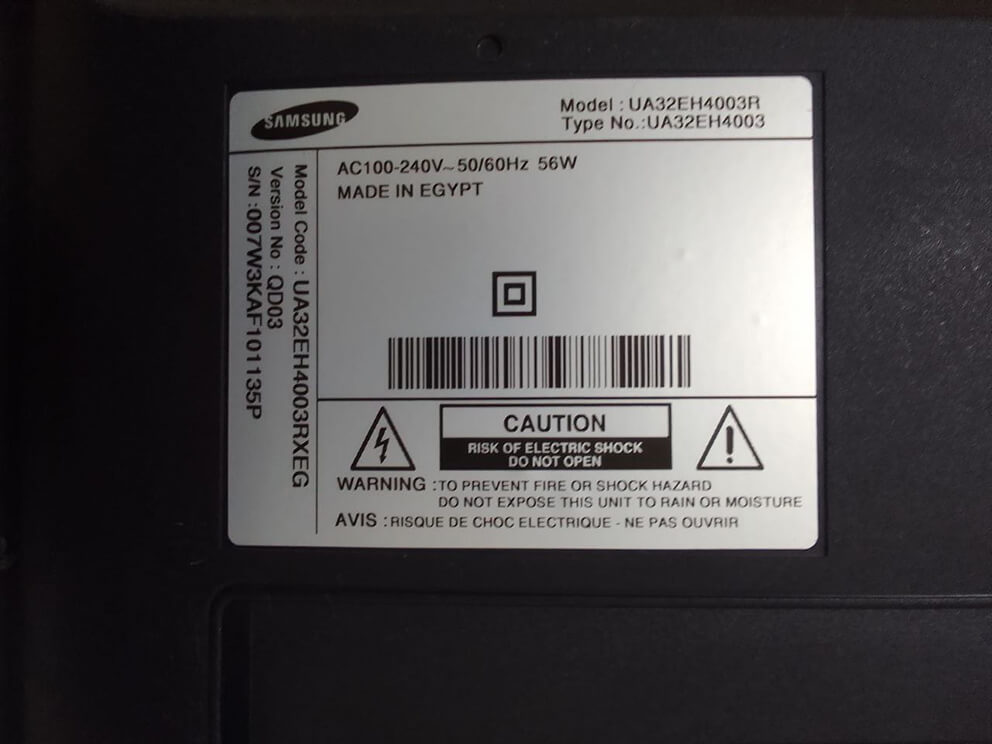 SAMSUNG
Model : UA32EH4003R
Type No.:UA32EH4003
Model Code : UA32EH4003RXEG
Version No : QD03
S/N :007W3KAF101135P
AC100-240V~ 50/60Hz 56W
MADE IN EGYPT
CAUTION
RISK OF ELECTRIC SHOCK
DO NOT OPEN
WARNING :TO PREVENT FIRE OR SHOCK HAZARD
DO NOT EXPOSE THIS UNIT TO RAIN OR MOISTURE
AVIS :RISQUE DE CHOC ELECTRIQUE - NE PAS OUVRIR